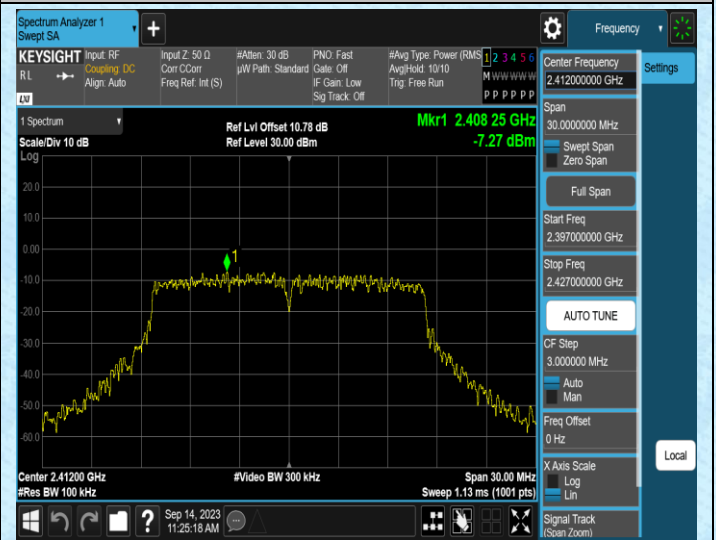 Spectrum Analyzer 1
Swept SA
+
Frequency
KEYSIGHT
RL
LXI
Input: RF
Coupling: DC
Align: Auto
Input Z: 50 Ω
Corr CCorr
Freq Ref: Int (S)
#Atten: 30 dB
µW Path: Standard
PNO: Fast
Gate: Off
IF Gain: Low
Sig Track: Off
#Avg Type: Power (RMS
Avg|Hold: 10/10
Trig: Free Run
1 2 3 4 5 6
M W W W W W
P P P P P P
1 Spectrum
Scale/Div 10 dB
Log
Ref Lvl Offset 10.78 dB
Ref Level 30.00 dBm
Mkr1 2.408 25 GHz
-7.27 dBm
20.0
10.0
0.00
-10.0
-20.0
-30.0
-40.0
-50.0
-60.0
1
Center 2.41200 GHz
#Res BW 100 kHz
#Video BW 300 kHz
Span 30.00 MHz
Sweep 1.13 ms (1001 pts)
Sep 14, 2023
11:25:18 AM
?
Center Frequency
2.412000000 GHz
Span
30.0000000 MHz
Swept Span
Zero Span
Full Span
Start Freq
2.397000000 GHz
Stop Freq
2.427000000 GHz
AUTO TUNE
CF Step
3.000000 MHz
Auto
Man
Freq Offset
0 Hz
X Axis Scale
Log
Lin
Signal Track
(Span Zoom)
Settings
Local